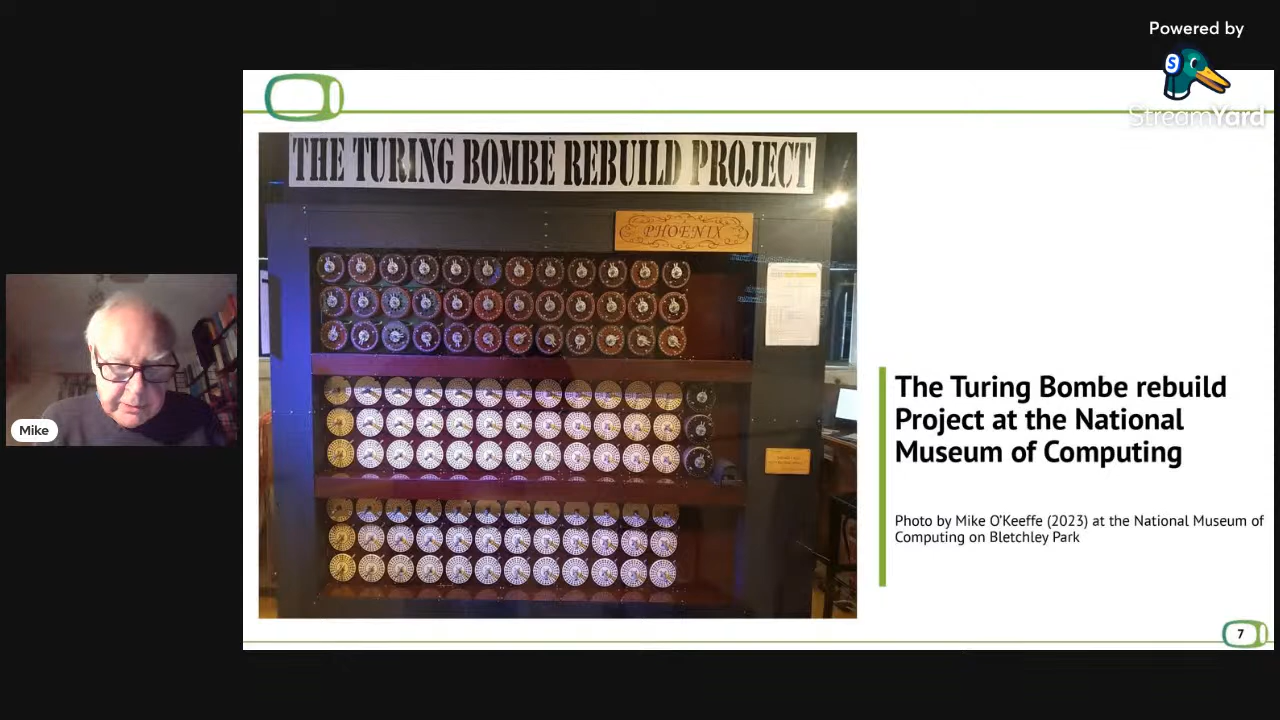 Powered by
StreamYard
THE TURING BOMBE REBUILD PROJECT
PHOENIX
Mike
The Turing Bombe rebuild
Project at the National
Museum of Computing
Photo by Mike O'Keeffe (2023) at the National Museum of
Computing on Bletchley Park
7